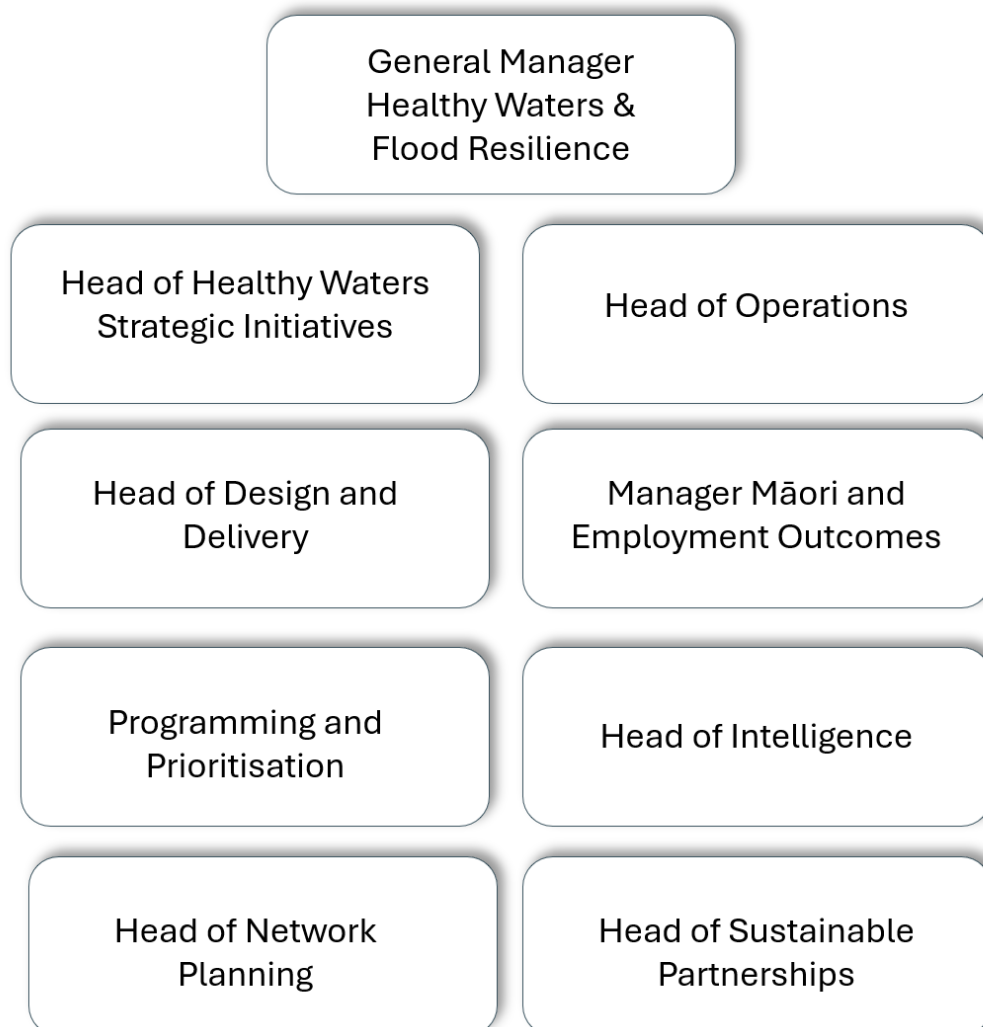 General Manager
Healthy Waters &
Flood Resilience
Head of Healthy Waters
Strategic Initiatives
Head of Operations
Head of Design and
Delivery
Manager Māori and
Employment Outcomes
Programming and
Prioritisation
Head of Intelligence
Head of Network
Planning
Head of Sustainable
Partnerships